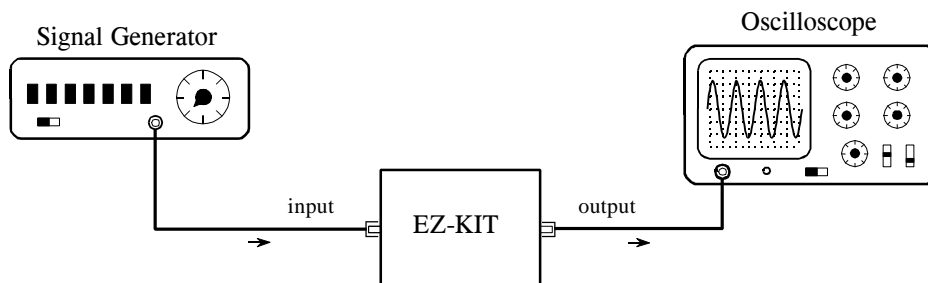 Oscilloscope
Signal Generator
input
EZ-KIT
output